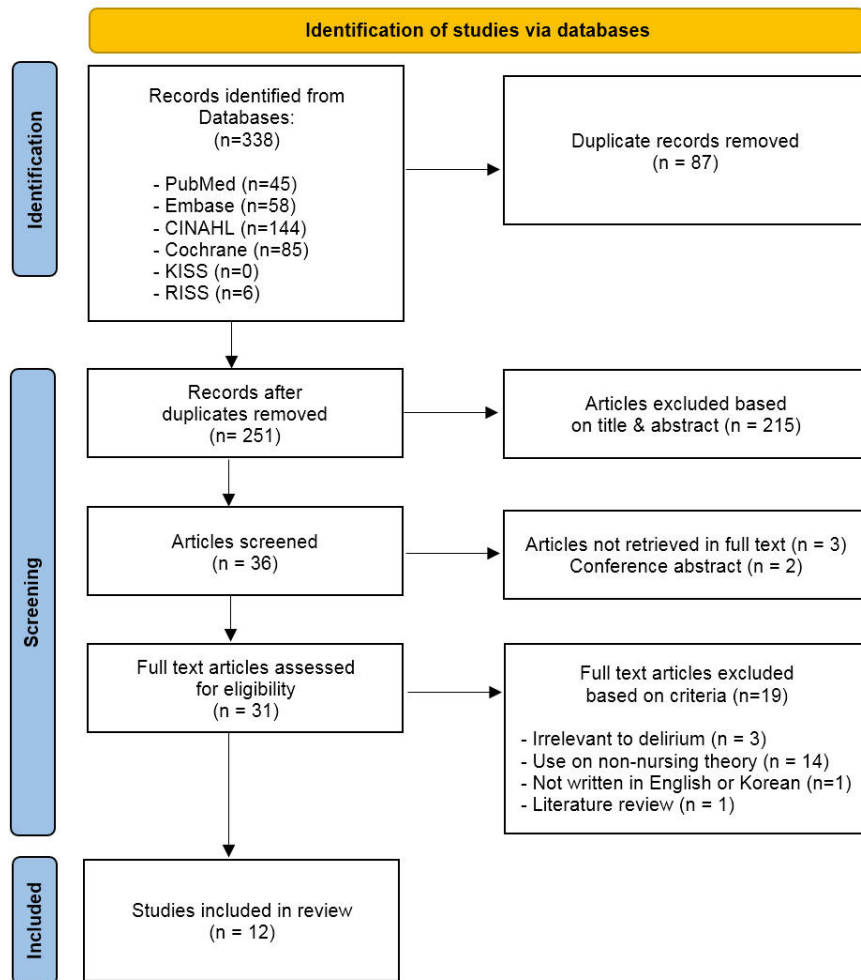 Identification of studies via databases
Identification
Records identified from
Databases:
(n=338)
- PubMed (n=45)
- Embase (n=58)
- CINAHL (n=144)
- Cochrane (n=85)
- KISS (n=0)
- RISS (n=6)
Duplicate records removed
(n = 87)
Screening
Records after
duplicates removed
(n= 251)
Articles excluded based
on title & abstract (n = 215)
Articles screened
(n = 36)
Articles not retrieved in full text (n = 3)
Conference abstract (n = 2)
Full text articles assessed
for eligibility
(n = 31)
Full text articles excluded
based on criteria (n=19)
- Irrelevant to delirium (n = 3)
- Use on non-nursing theory (n = 14)
- Not written in English or Korean (n=1)
- Literature review (n = 1)
Included
Studies included in review
(n = 12)